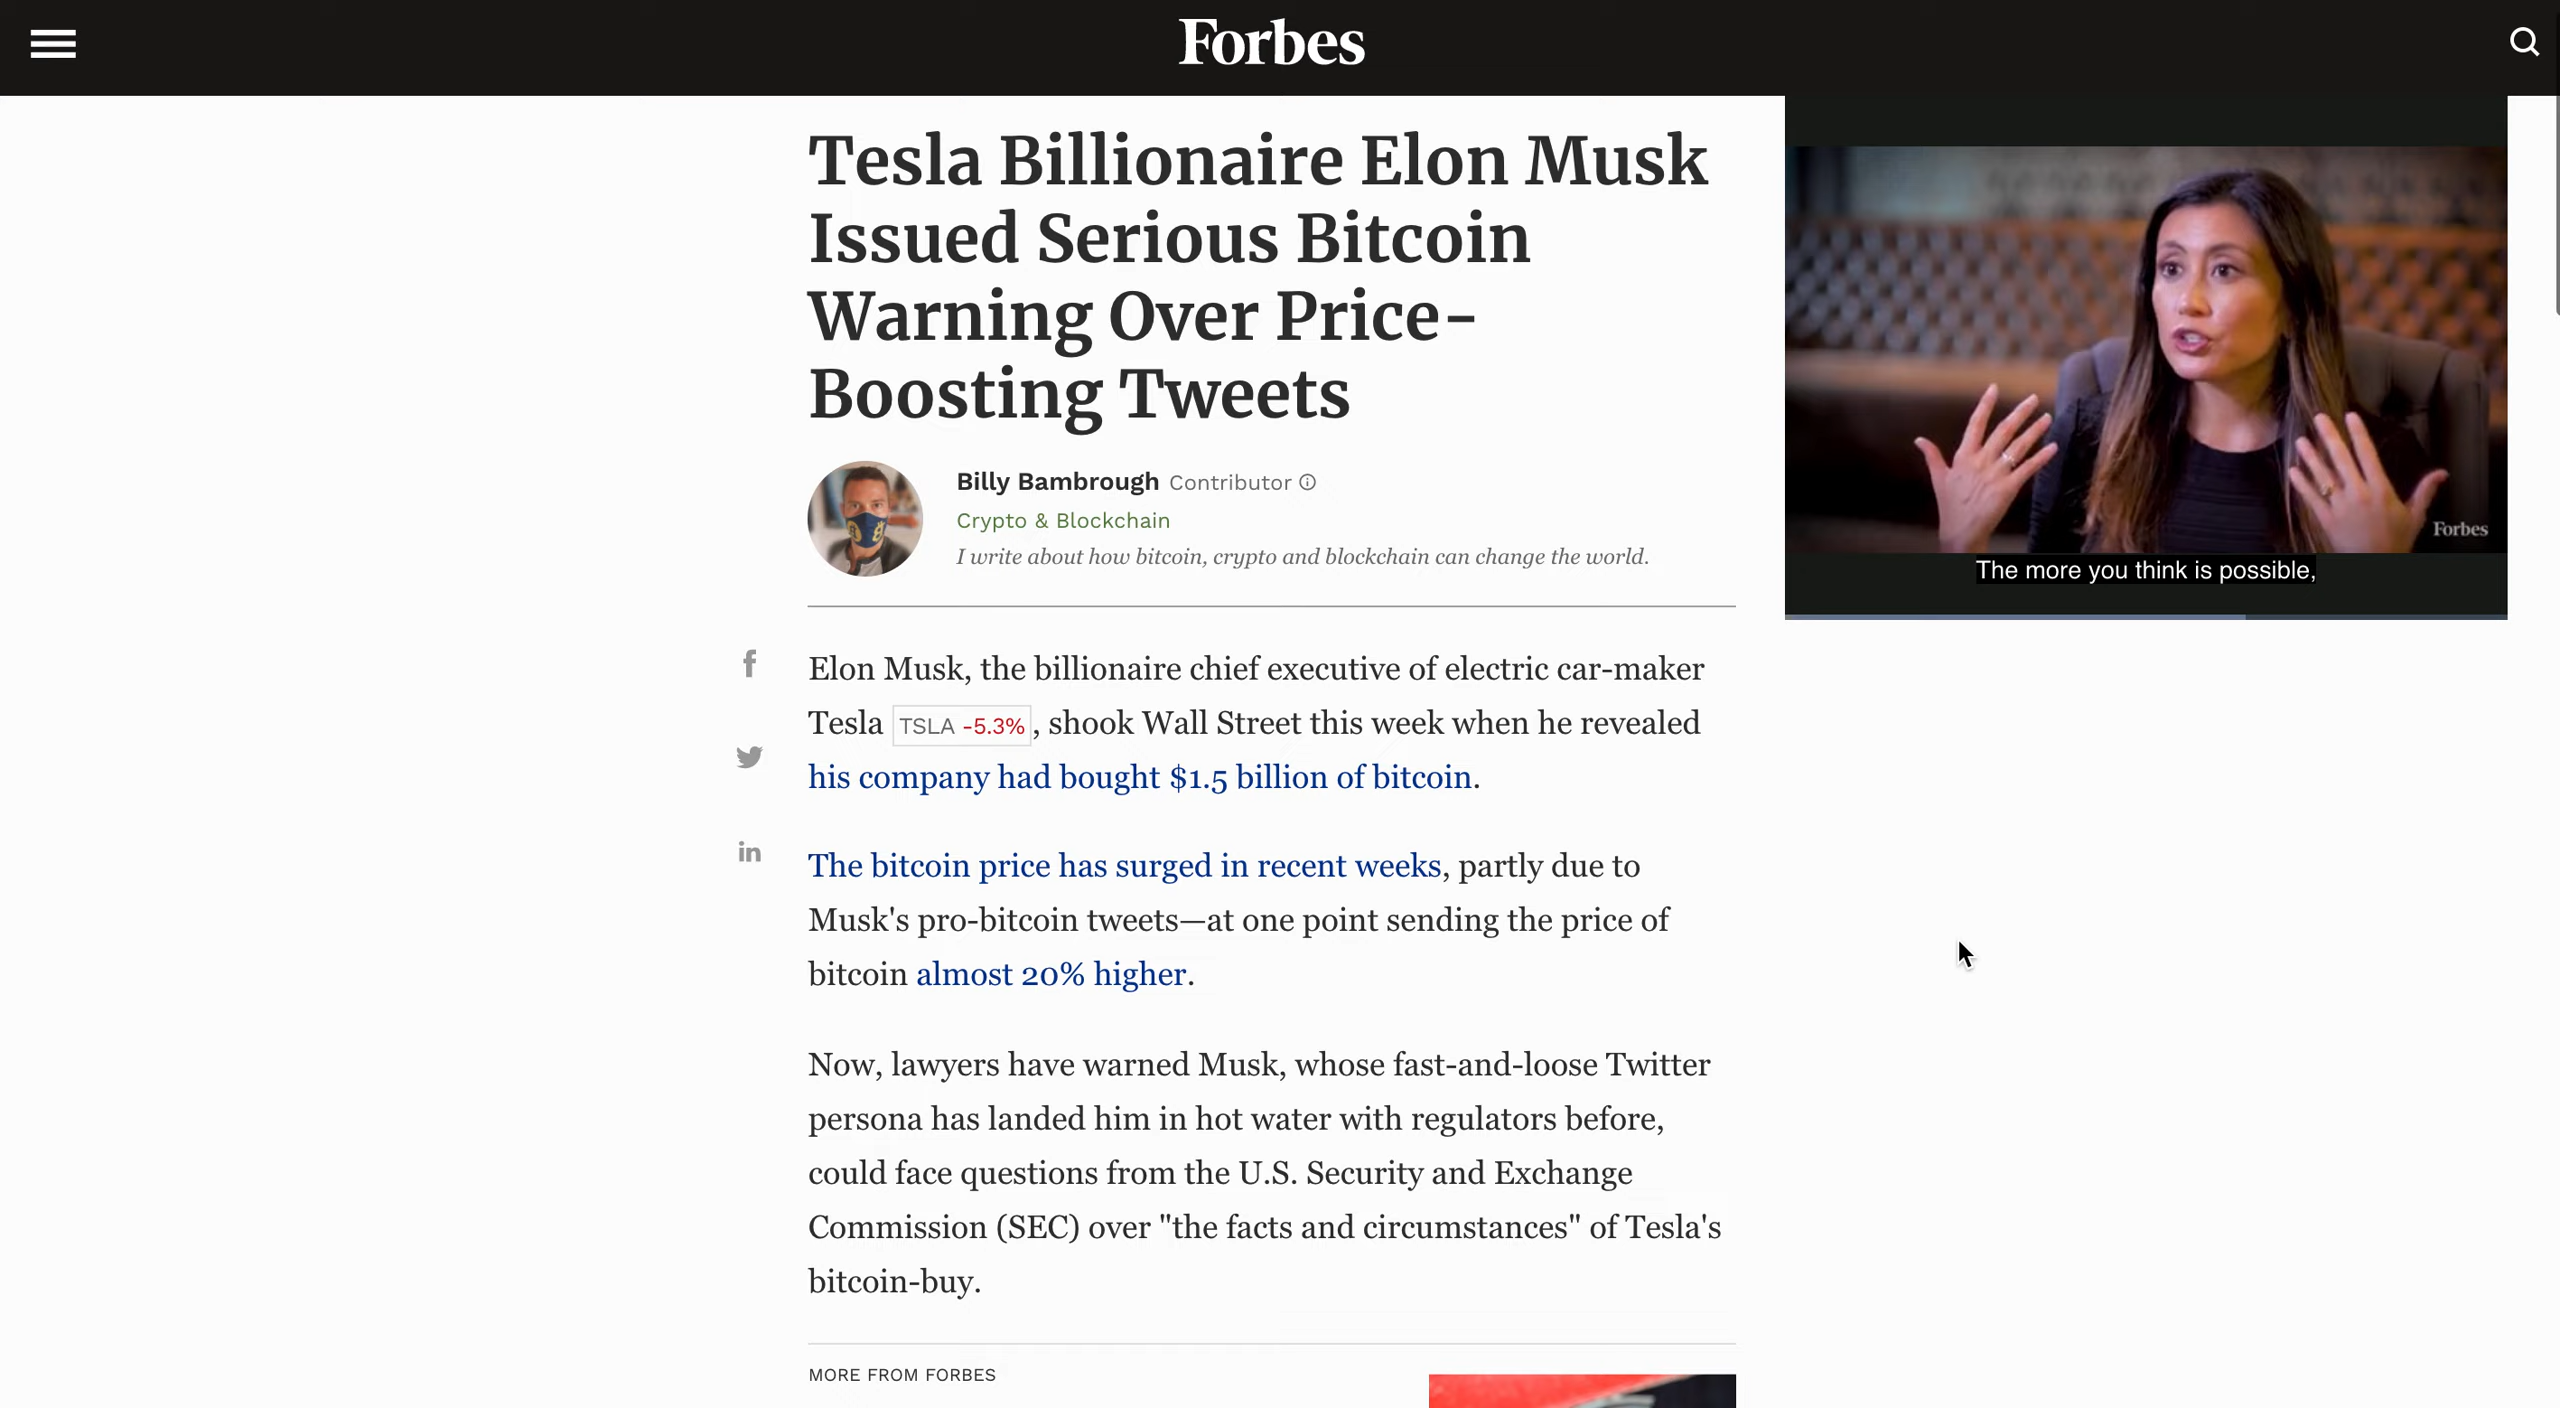 Forbes
Tesla Billionaire Elon Musk
Issued Serious Bitcoin
Warning Over Price-
Boosting Tweets
Billy Bambrough Contributor
Crypto & Blockchain
I write about how bitcoin, crypto and blockchain can change the world.
Forbes
The more you think is possible,
Elon Musk, the billionaire chief executive of electric car-maker
Tesla TSLA -5.3%, shook Wall Street this week when he revealed
his company had bought $1.5 billion of bitcoin.
The bitcoin price has surged in recent weeks, partly due to
Musk's pro-bitcoin tweets—at one point sending the price of
bitcoin almost 20% higher.
Now, lawyers have warned Musk, whose fast-and-loose Twitter
persona has landed him in hot water with regulators before,
could face questions from the U.S. Security and Exchange
Commission (SEC) over "the facts and circumstances" of Tesla's
bitcoin-buy.
MORE FROM FORBES